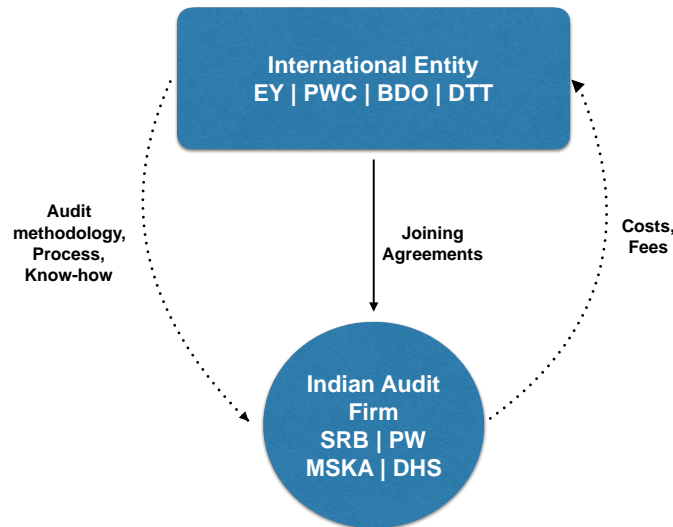 International Entity
EY | PWC | BDO | DTT
Audit
methodology,
Process,
Know-how
Joining
Agreements
Costs,
Fees
Indian Audit
Firm
SRB | PW
MSKA | DHS